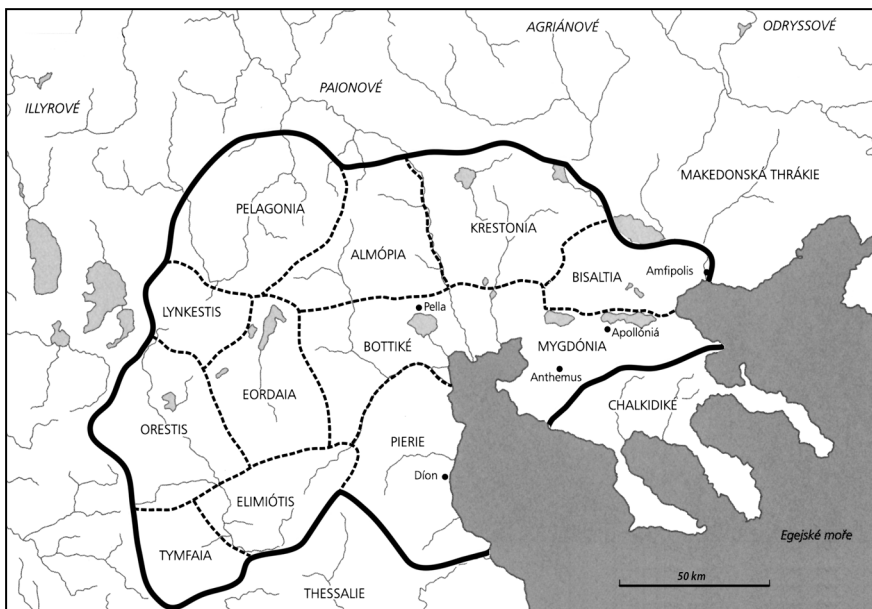 AGRIÁNOVÉ
ODRYSSOVÉ
PAIONOVÉ
ILLYROVÉ
MAKEDONSKÁ THRÁKIE
PELAGONIA
KRESTONIA
ALMÓPIA
BISALTIA
Amfipolis
LYNKESTIS
Pella
Apollóniá
BOTTIKÉ
MYGDÓNIA
Anthemus
EORDAIA
CHALKIDIKÉ
ORESTIS
PIERIE
Díon
ELIMIÓTIS
Egejské moře
TYMFAIA
50 km
THESSALIE